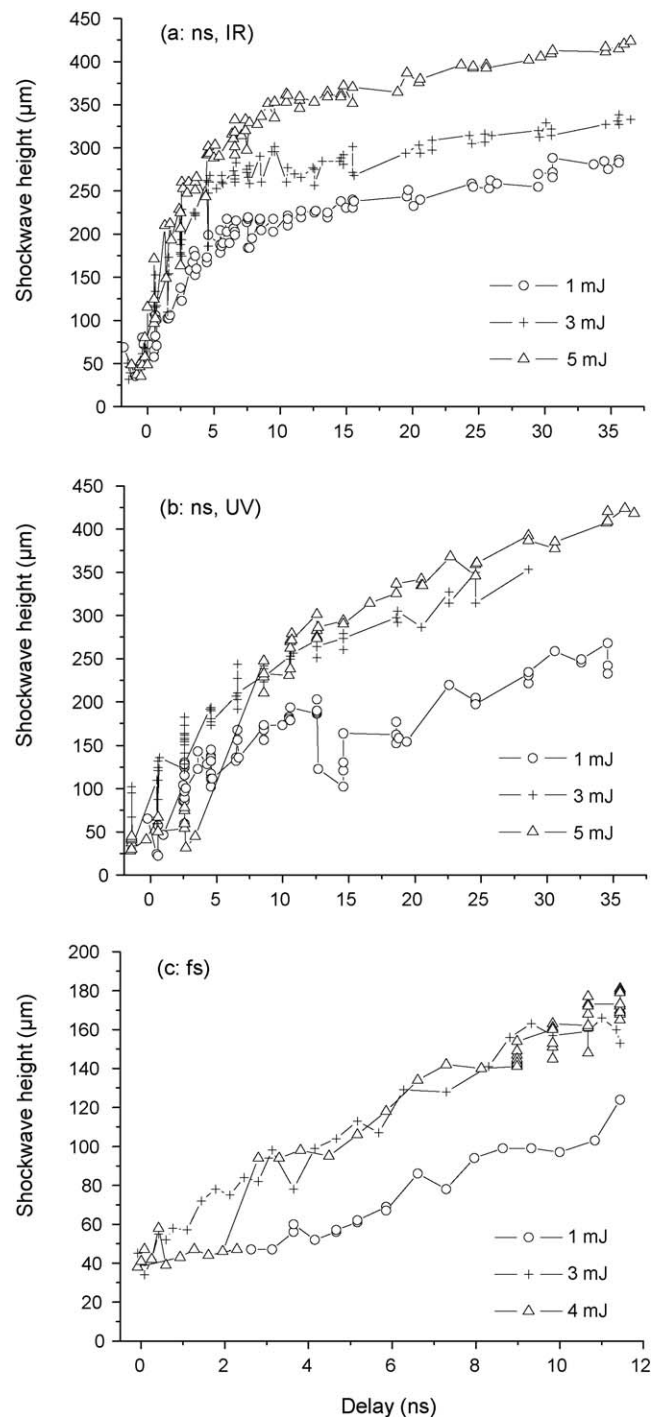 450
400
350
300
250
200
150
100
50
0
Shockwave height (µm)
(a: ns, IR)
1 mJ
3 mJ
5 mJ
0 5 10 15 20 25 30 35
450
400
350
300
250
200
150
100
50
0
Shockwave height (µm)
(b: ns, UV)
1 mJ
3 mJ
5 mJ
0 5 10 15 20 25 30 35
200
180
160
140
120
100
80
60
40
20
0
Shockwave height (µm)
(c: fs)
1 mJ
3 mJ
4 mJ
0 2 4 6 8 10 12
Delay (ns)